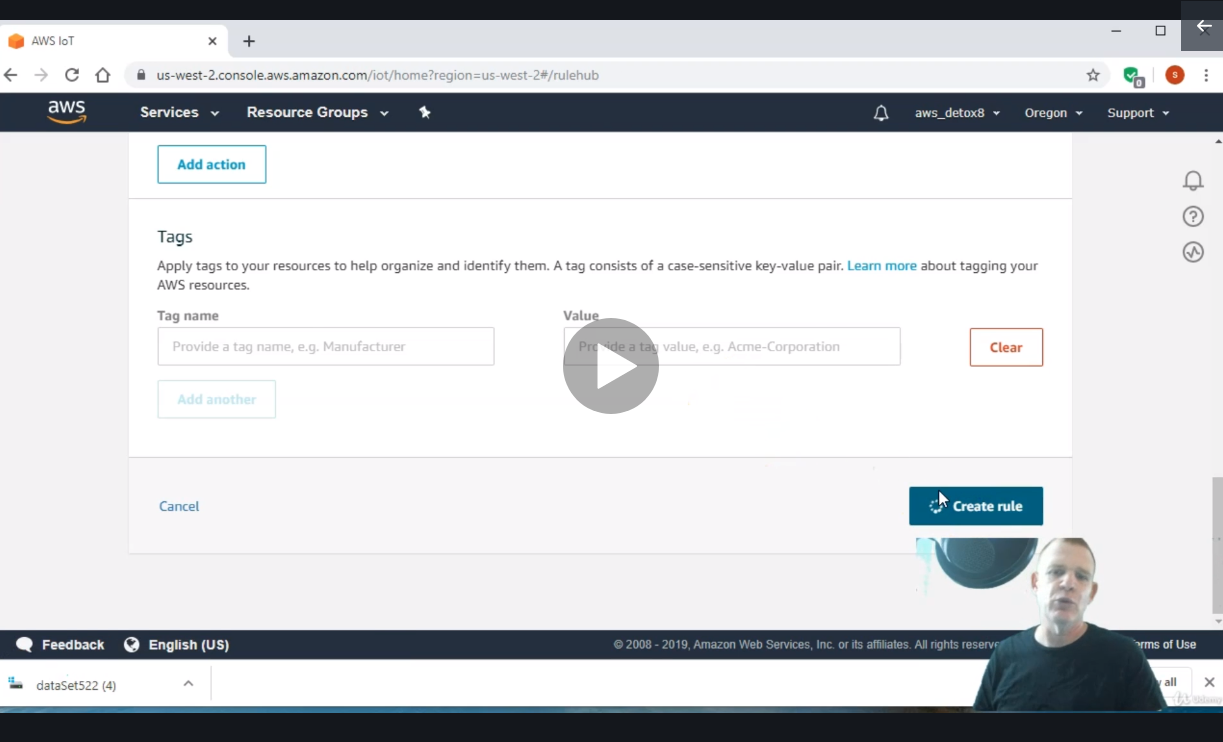 AWS IoT
us-west-2.console.aws.amazon.com/iot/home?region=us-west-2#/rulehub
S
0
aws
Services
Resource Groups
aws_detox8
Oregon
Support
Add action
Tags
Apply tags to your resources to help organize and identify them. A tag consists of a case-sensitive key-value pair. Learn more about tagging your
AWS resources.
Tag name
Value
Provide a tag name, e.g. Manufacturer
Provide a tag value, e.g. Acme-Corporation
Clear
Add another
Cancel
Create rule
Feedback
English (US)
© 2008 - 2019, Amazon Web Services, Inc. or its affiliates. All rights reserve
erms of Use
dataSet522 (4)
all
Udemy